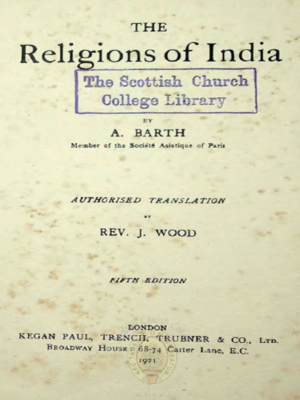 THE
Religions of India
The Scottish Church
College Library
BY
A. BARTH
Member of the Société Asiatique of Paris
AUTHORISED TRANSLATION
BY
REV. J. WOOD
FIFTH EDITION
LONDON
KEGAN PAUL, TRENCH, TRUBNER & CO., LTD.
BROADWAY HOUSE: 68-74 Carter Lane, E.C.
1921